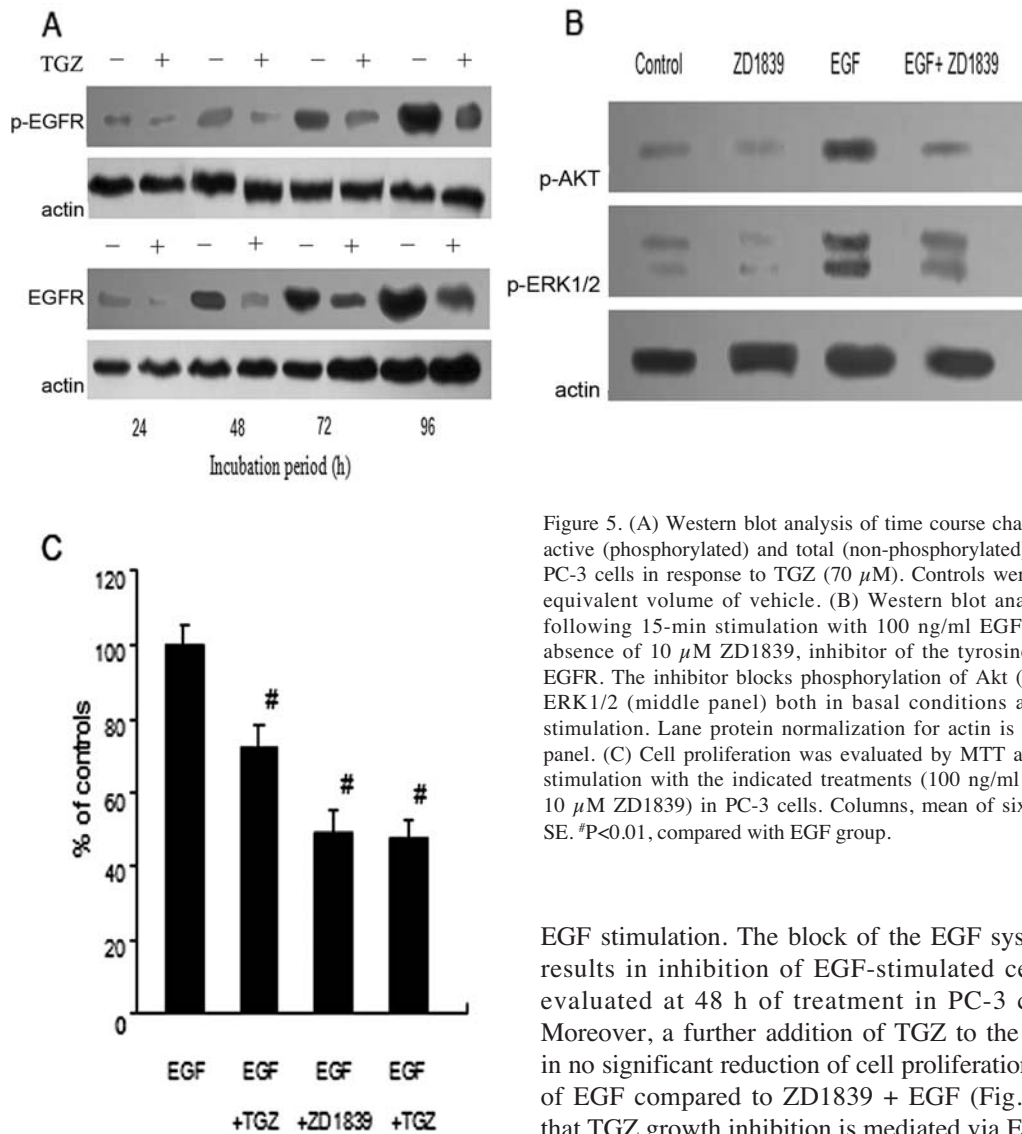 A
TGZ − + − + − + − +
p-EGFR
actin
− + − + − + − +
EGFR
actin
24 48 72 96
Incubation period (h)
B
Control ZD1839 EGF EGF+ ZD1839
p-AKT
p-ERK1/2
actin
C
% of controls
120
100
80
60
40
20
0
# # #
EGF EGF EGF EGF
+TGZ +ZD1839 +TGZ
Figure 5. (A) Western blot analysis of time course cha
active (phosphorylated) and total (non-phosphorylated
PC-3 cells in response to TGZ (70 µM). Controls wer
equivalent volume of vehicle. (B) Western blot ana
following 15-min stimulation with 100 ng/ml EGF
absence of 10 µM ZD1839, inhibitor of the tyrosine
EGFR. The inhibitor blocks phosphorylation of Akt (
ERK1/2 (middle panel) both in basal conditions a
stimulation. Lane protein normalization for actin is
panel. (C) Cell proliferation was evaluated by MTT a
stimulation with the indicated treatments (100 ng/ml
10 µM ZD1839) in PC-3 cells. Columns, mean of six
SE. #P<0.01, compared with EGF group.
EGF stimulation. The block of the EGF sys
results in inhibition of EGF-stimulated ce
evaluated at 48 h of treatment in PC-3 c
Moreover, a further addition of TGZ to the
in no significant reduction of cell proliferation
of EGF compared to ZD1839 + EGF (Fig.
that TGZ growth inhibition is mediated via E